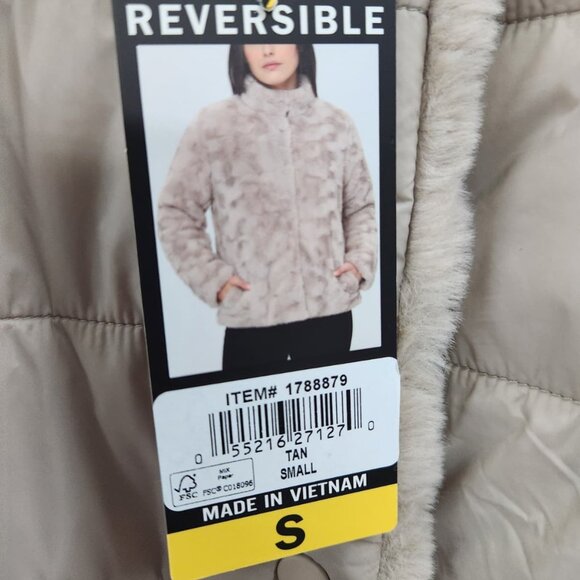 REVERSIBLE
ITEM# 1788879
0 55216 27127 0
TAN
SMALL
FSC
MIX
Paper
FSC® C018096
MADE IN VIETNAM
S